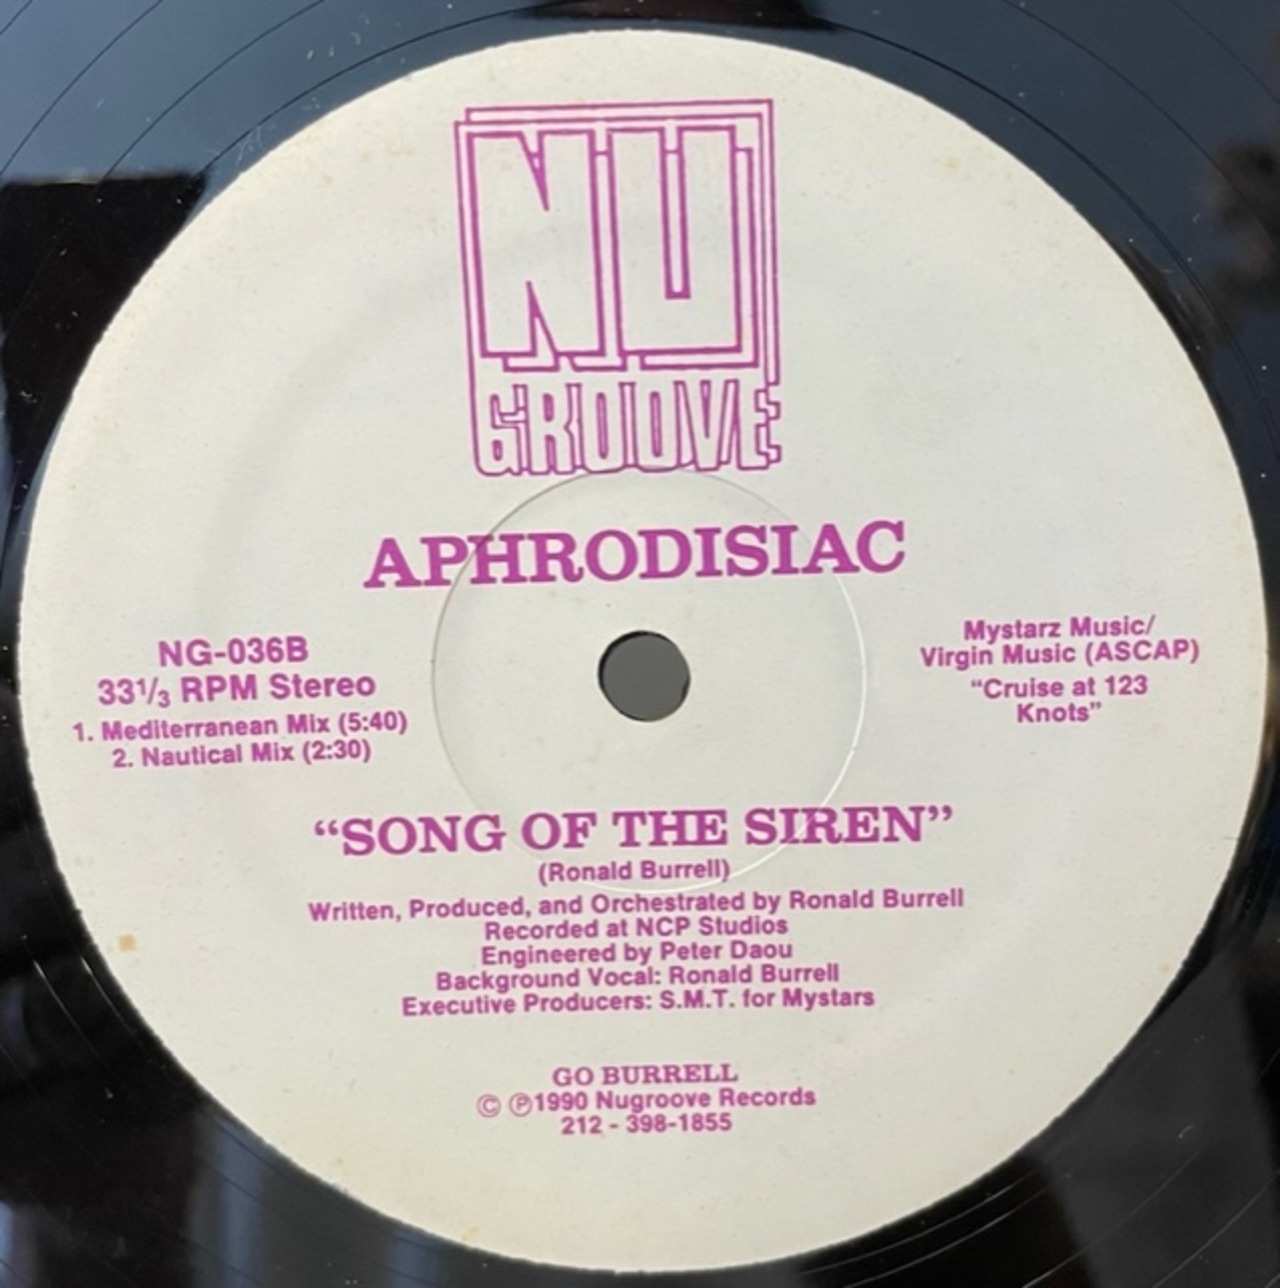 NU
GROOVE
APHRODISIAC
NG-036B
33 1/3 RPM Stereo
1. Mediterranean Mix (5:40)
2. Nautical Mix (2:30)
Mystarz Music/
Virgin Music (ASCAP)
“Cruise at 123
Knots”
“SONG OF THE SIREN”
(Ronald Burrell)
Written, Produced, and Orchestrated by Ronald Burrell
Recorded at NCP Studios
Engineered by Peter Daou
Background Vocal: Ronald Burrell
Executive Producers: S.M.T. for Mystars
GO BURRELL
© ℗1990 Nugroove Records
212 - 398-1855